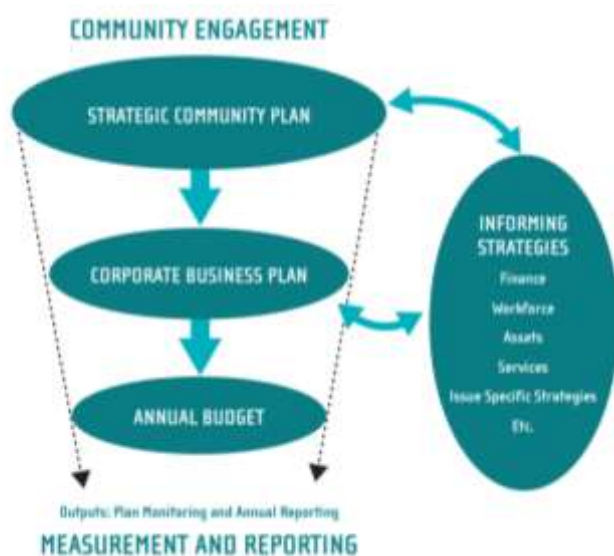 COMMUNITY ENGAGEMENT
STRATEGIC COMMUNITY PLAN
CORPORATE BUSINESS PLAN
ANNUAL BUDGET
INFORMING
STRATEGIES
Finance
Workforce
Assets
Services
Issue Specific Strategies
Etc.
Outputs: Plan Monitoring and Annual Reporting
MEASUREMENT AND REPORTING